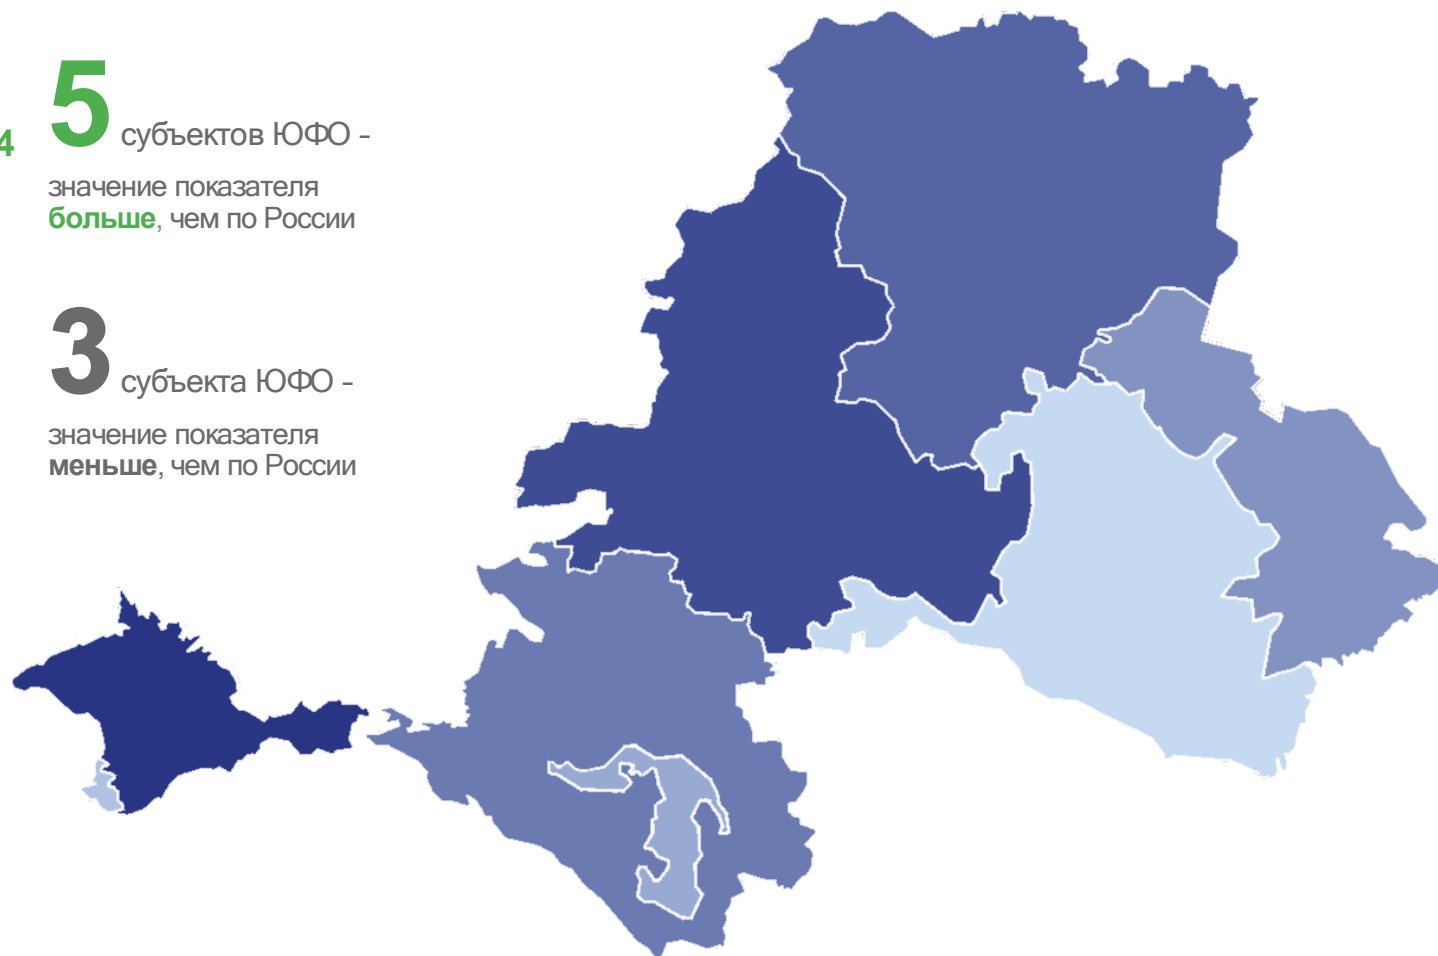 4
5 субъектов ЮФО -
значение показателя
больше, чем по России
3 субъекта ЮФО -
значение показателя
меньше, чем по России